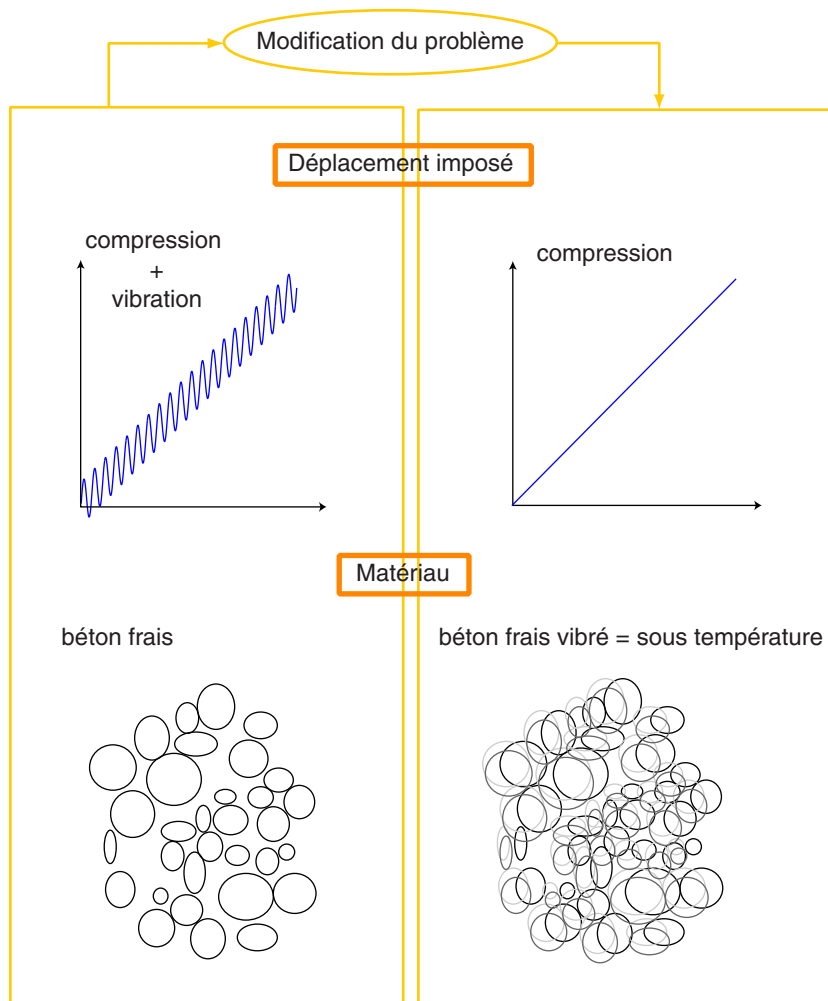 Modification du problème
Déplacement imposé
compression
+
vibration
compression
Matériau
béton frais
béton frais vibré = sous température